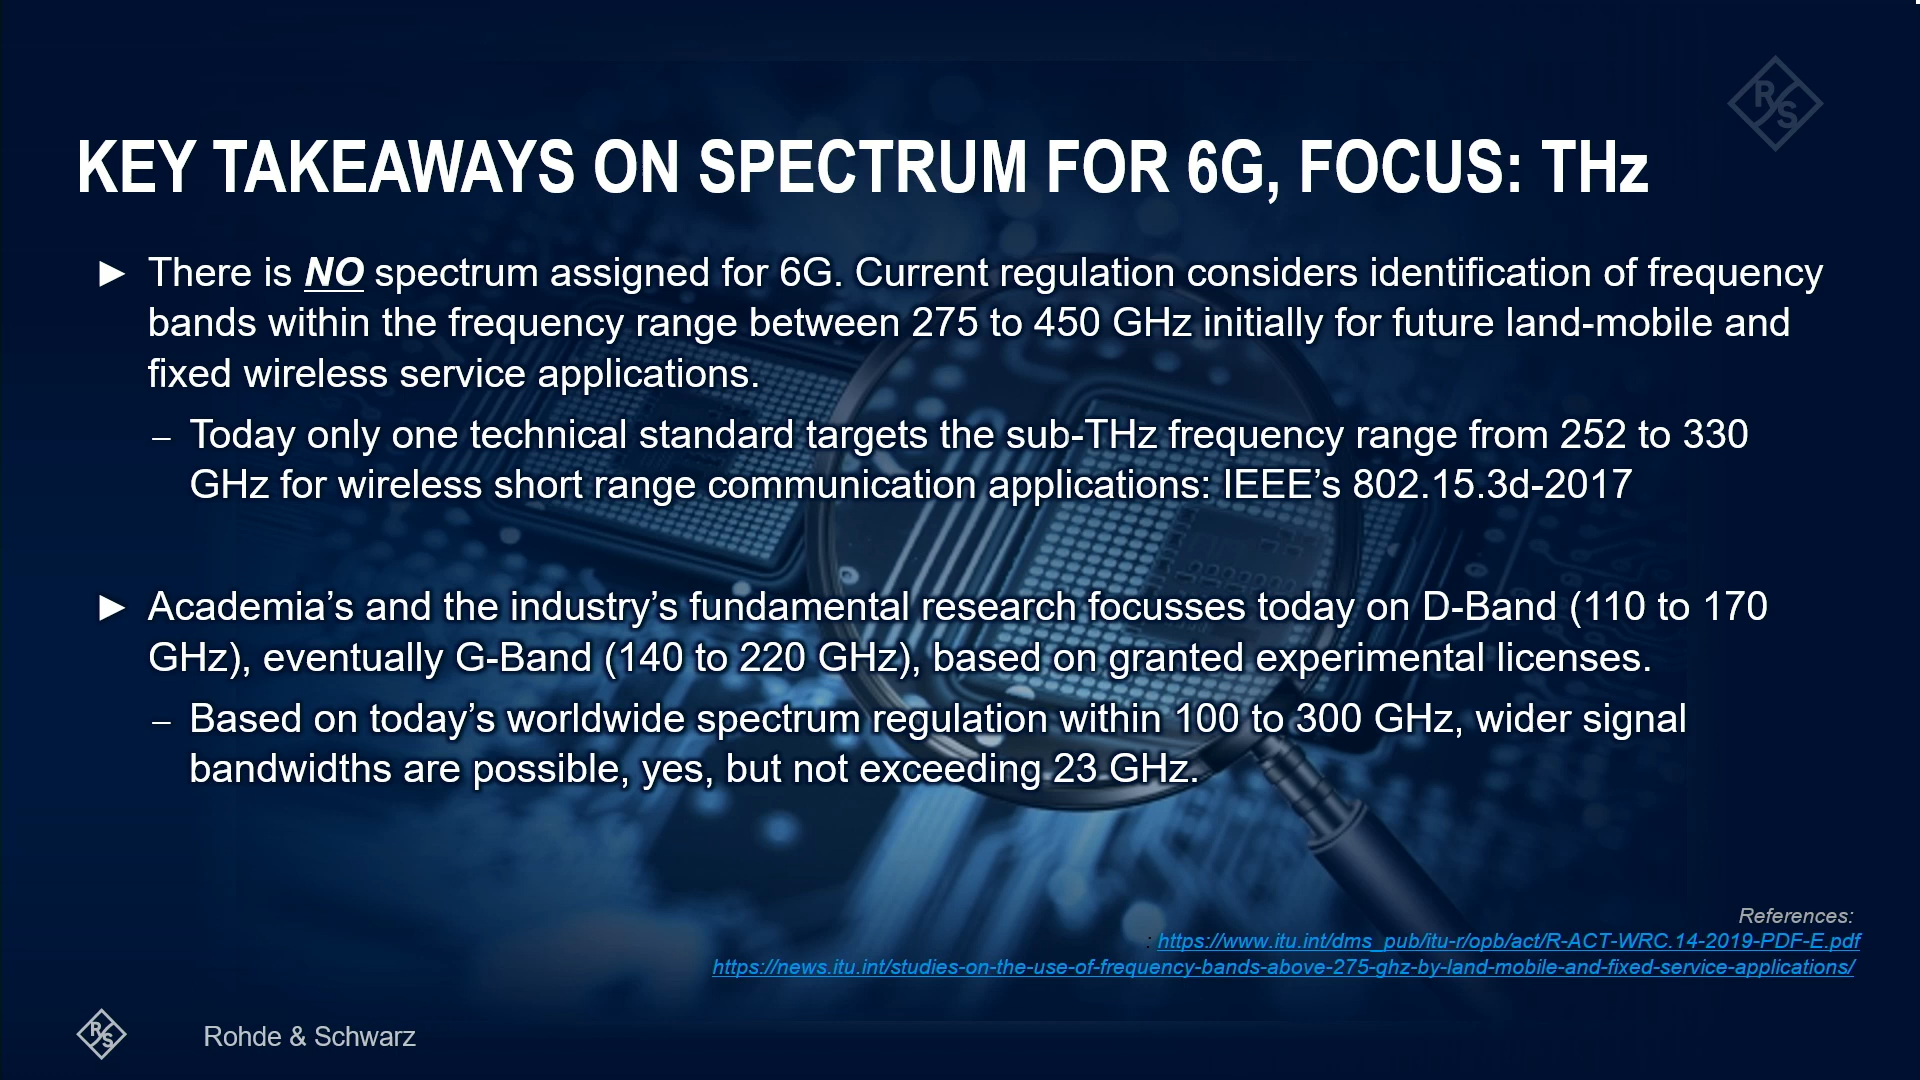 R S
KEY TAKEAWAYS ON SPECTRUM FOR 6G, FOCUS: THz
► There is NO spectrum assigned for 6G. Current regulation considers identification of frequency
bands within the frequency range between 275 to 450 GHz initially for future land-mobile and
fixed wireless service applications.
– Today only one technical standard targets the sub-THz frequency range from 252 to 330
GHz for wireless short range communication applications: IEEE’s 802.15.3d-2017
► Academia’s and the industry’s fundamental research focusses today on D-Band (110 to 170
GHz), eventually G-Band (140 to 220 GHz), based on granted experimental licenses.
– Based on today’s worldwide spectrum regulation within 100 to 300 GHz, wider signal
bandwidths are possible, yes, but not exceeding 23 GHz.
References:
: https://www.itu.int/dms_pub/itu-r/opb/act/R-ACT-WRC.14-2019-PDF-E.pdf
https://news.itu.int/studies-on-the-use-of-frequency-bands-above-275-ghz-by-land-mobile-and-fixed-service-applications/
R S
Rohde & Schwarz